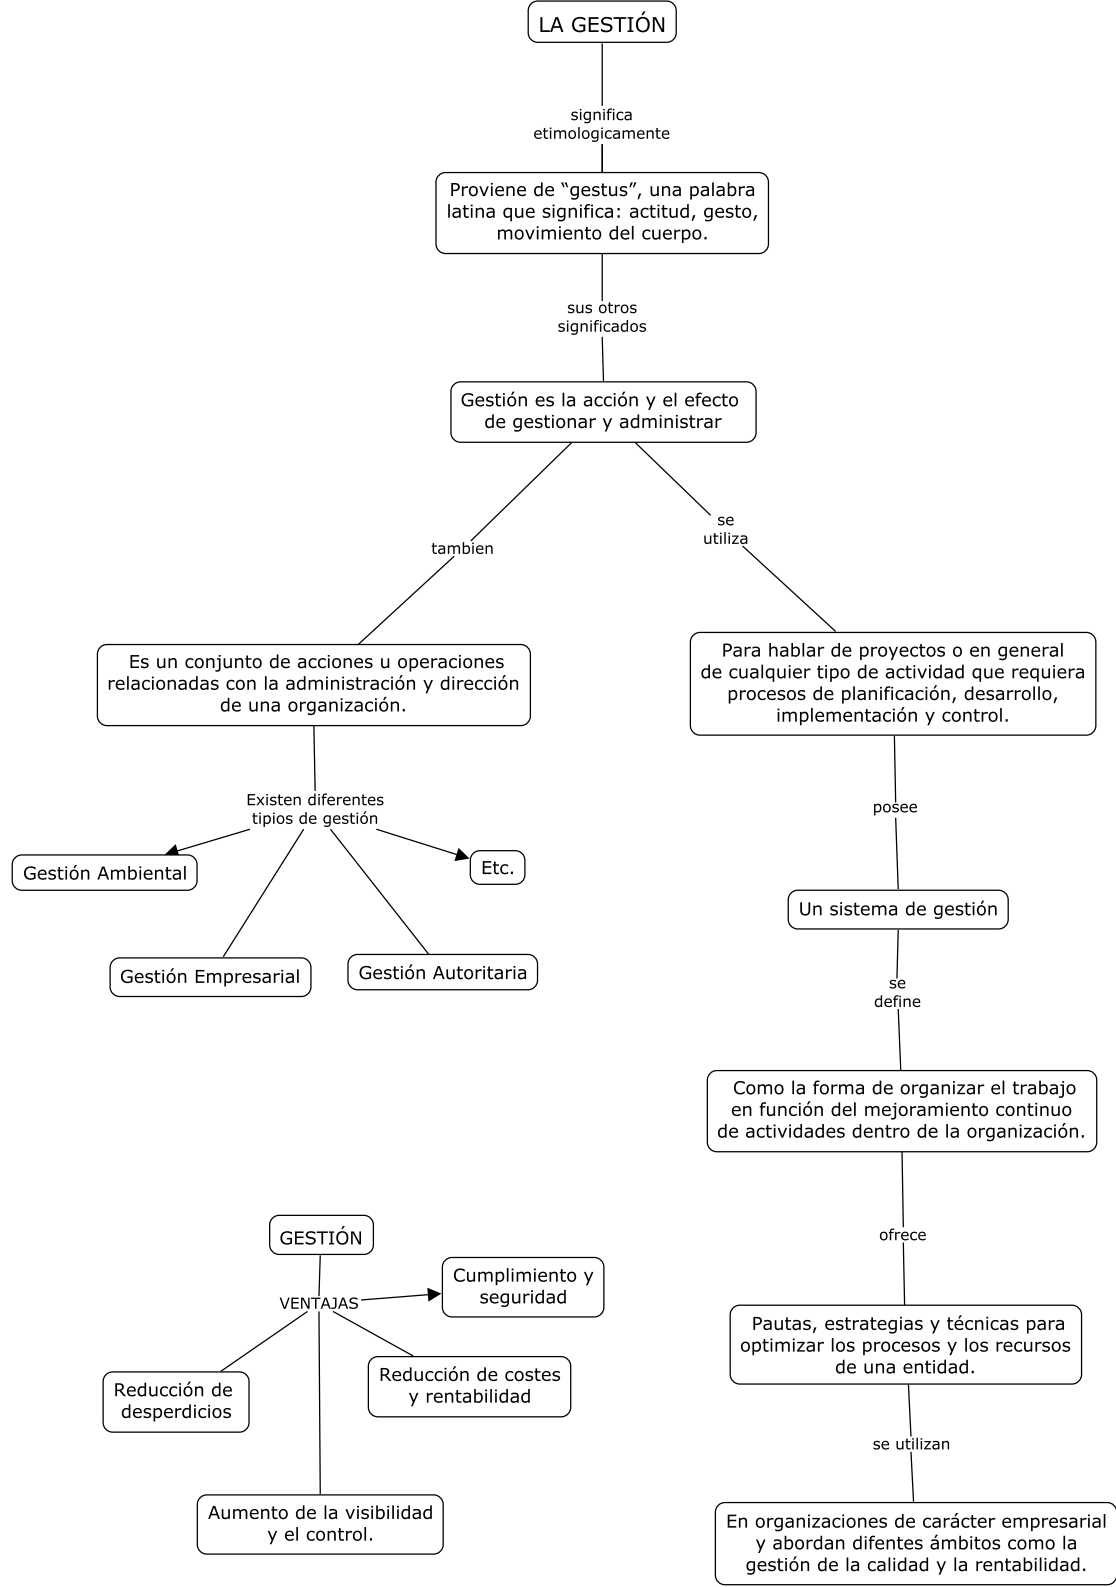 LA GESTIÓN
significa
etimologicamente
Proviene de “gestus”, una palabra
latina que significa: actitud, gesto,
movimiento del cuerpo.
sus otros
significados
Gestión es la acción y el efecto
de gestionar y administrar
tambien
se
utiliza
Es un conjunto de acciones u operaciones
relacionadas con la administración y dirección
de una organización.
Existen diferentes
tipios de gestión
Gestión Ambiental
Etc.
Gestión Empresarial
Gestión Autoritaria
Para hablar de proyectos o en general
de cualquier tipo de actividad que requiera
procesos de planificación, desarrollo,
implementación y control.
posee
Un sistema de gestión
se
define
Como la forma de organizar el trabajo
en función del mejoramiento continuo
de actividades dentro de la organización.
ofrece
Pautas, estrategias y técnicas para
optimizar los procesos y los recursos
de una entidad.
se utilizan
En organizaciones de carácter empresarial
y abordan difentes ámbitos como la
gestión de la calidad y la rentabilidad.
GESTIÓN
VENTAJAS
Cumplimiento y
seguridad
Reducción de costes
y rentabilidad
Reducción de
desperdicios
Aumento de la visibilidad
y el control.